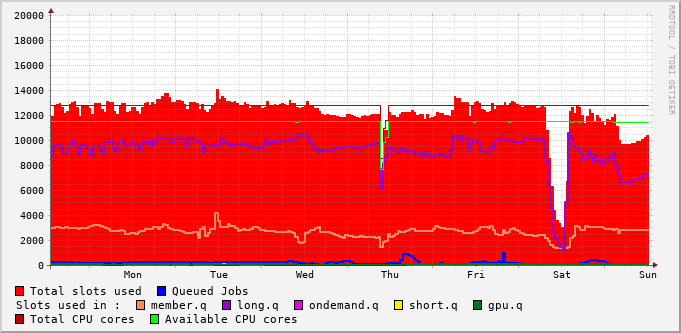 20000
18000
16000
14000
12000
10000
8000
6000
4000
2000
0
Mon Tue Wed Thu Fri Sat Sun
RRDTOOL / TOBI OETIKER
Total slots used Queued Jobs
Slots used in : member.q long.q ondemand.q short.q gpu.q
Total CPU cores Available CPU cores